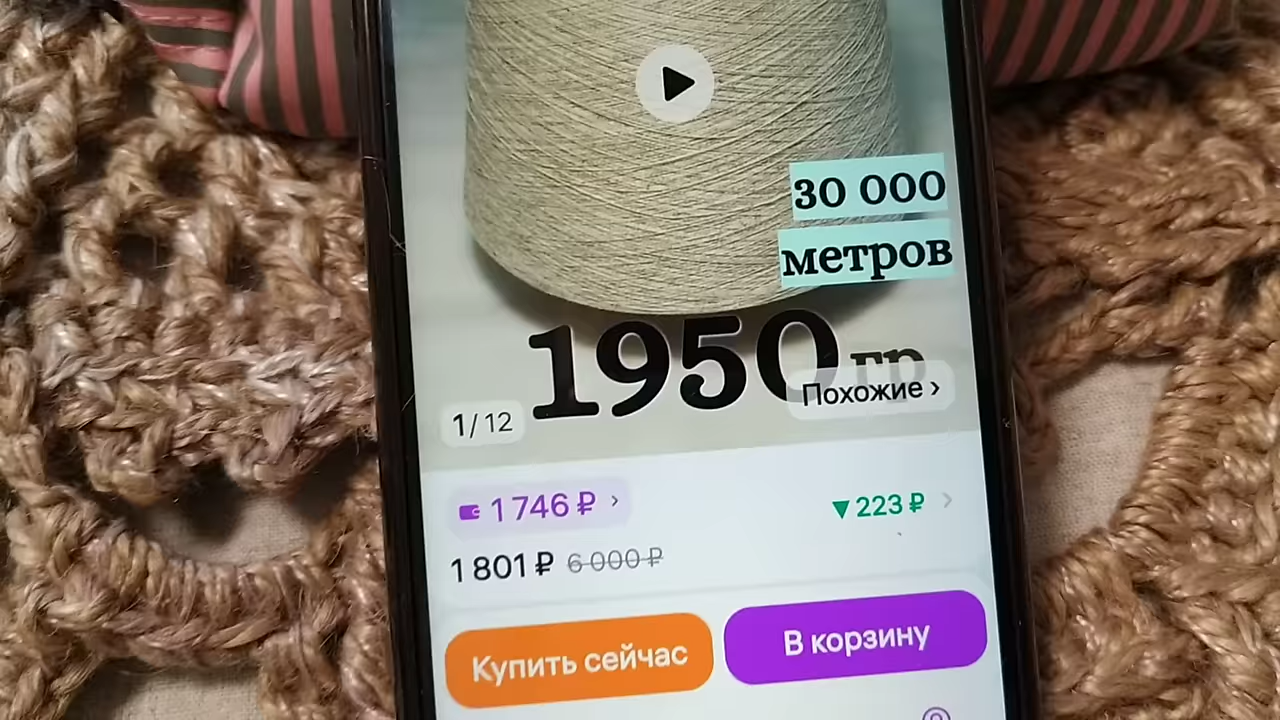 30 000
метров
1950 гр
Похожие ›
1/12
1 746 ₽ ›
223 ₽ ›
1 801 ₽ 6 000 ₽
Купить сейчас
В корзину